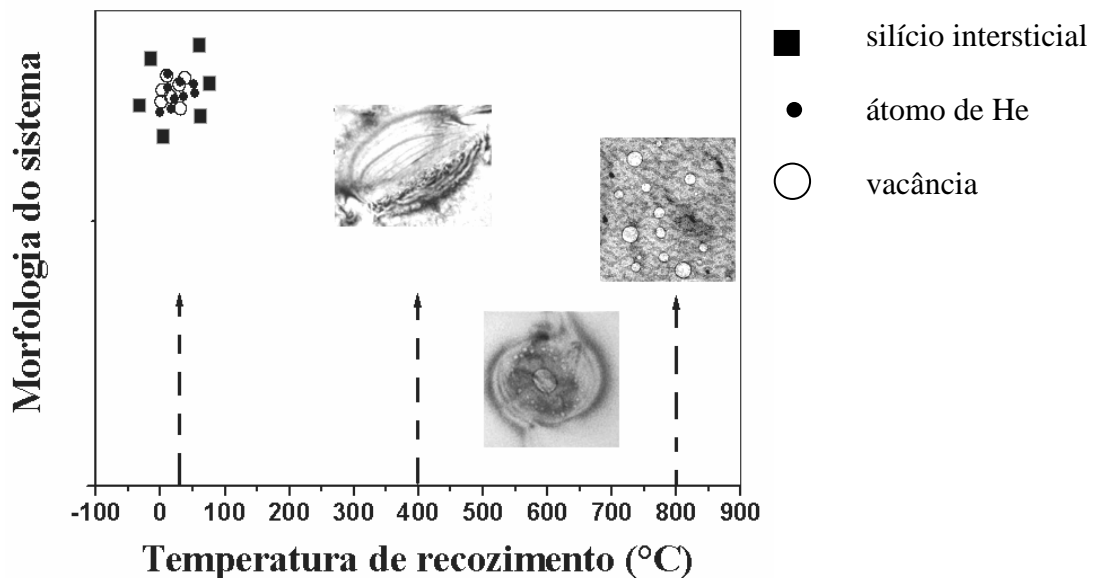 Morfologia do sistema
silício intersticial
átomo de He
vacância
-100 0 100 200 300 400 500 600 700 800 900
Temperatura de recozimento (°C)